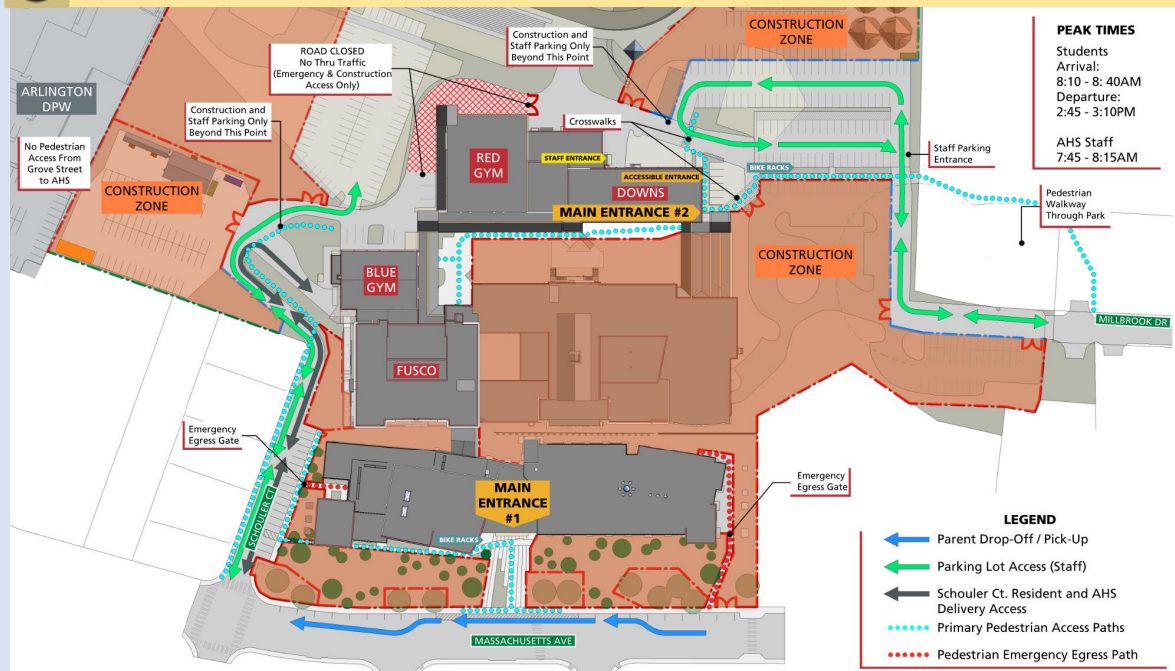 CONSTRUCTION
ZONE
PEAK TIMES
Students
Arrival:
8:10 - 8: 40AM
Departure:
2:45 - 3:10PM
AHS Staff
7:45 - 8:15AM
Construction and
Staff Parking Only
Beyond This Point
ROAD CLOSED
No Thru Traffic
(Emergency & Construction
Access Only)
ARLINGTON
DPW
Construction and
Staff Parking Only
Beyond This Point
Crosswalks
No Pedestrian
Access From
Grove Street
to AHS
CONSTRUCTION
ZONE
RED
GYM
STAFF ENTRANCE
ACCESSIBLE ENTRANCE
DOWNS
MAIN ENTRANCE #2
BIKE RACKS
Staff Parking
Entrance
Pedestrian
Walkway
Through Park
CONSTRUCTION
ZONE
BLUE
GYM
MILLBROOK DR
FUSCO
Emergency
Egress Gate
MAIN
ENTRANCE
#1
Emergency
Egress Gate
SCHOULER CT
BIKE RACKS
MASSACHUSETTS AVE
LEGEND
Parent Drop-Off / Pick-Up
Parking Lot Access (Staff)
Schouler Ct. Resident and AHS
Delivery Access
Primary Pedestrian Access Paths
Pedestrian Emergency Egress Path